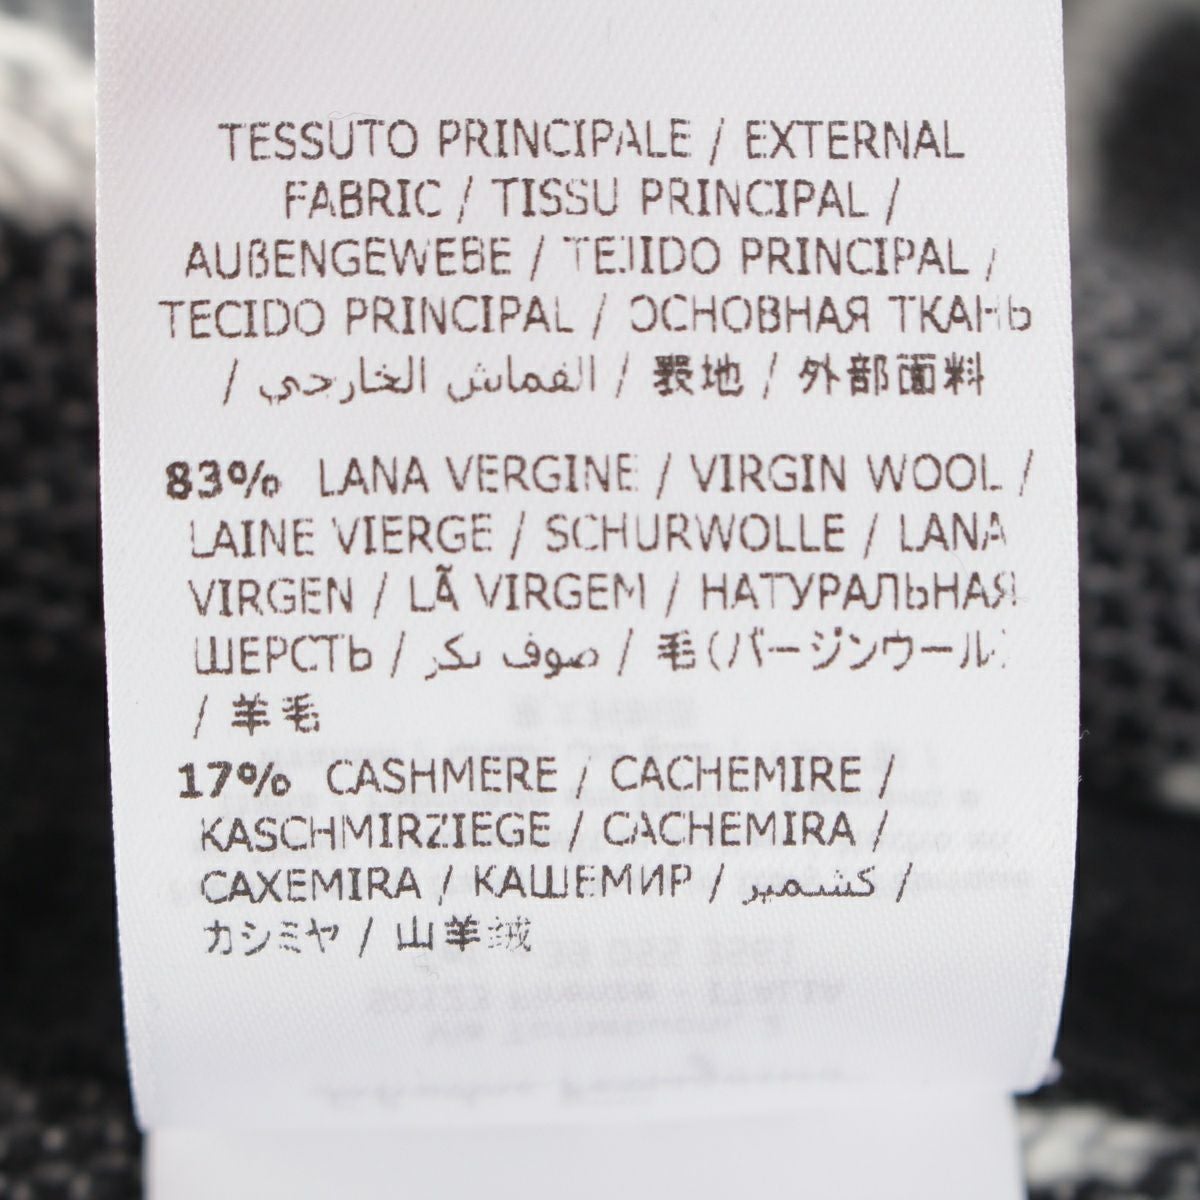 TESSUTO PRINCIPALE / EXTERNAL
FABRIC / TISSU PRINCIPAL /
AUßENGEWEBE / TEJIDO PRINCIPAL /
TECIDO PRINCIPAL / ОСНОВНАЯ ТКАНЬ
/ القماش الخارجي / 表地 / 外部面料
83% LANA VERGINE / VIRGIN WOOL /
LAINE VIERGE / SCHURWOLLE / LANA
VIRGEN / LÃ VIRGEM / НАТУРАЛЬНАЯ
ШЕРСТЬ / صوف بكر / 毛(バージンウール)
/ 羊毛
17% CASHMERE / CACHEMIRE /
KASCHMIRZIEGE / CACHEMIRA /
CAXEMIRA / КАШЕМИР / كشمير /
カシミヤ / 山羊绒